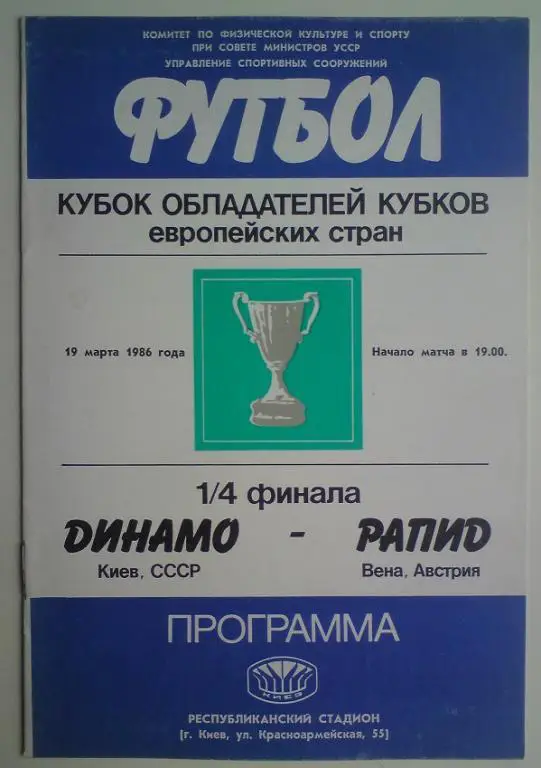 КОМИТЕТ ПО ФИЗИЧЕСКОЙ КУЛЬТУРЕ И СПОРТУ
ПРИ СОВЕТЕ МИНИСТРОВ УССР
УПРАВЛЕНИЕ СПОРТИВНЫХ СООРУЖЕНИЙ
ФУТБОЛ
КУБОК ОБЛАДАТЕЛЕЙ КУБКОВ
европейских стран
19 марта 1986 года
Начало матча в 19.00.
1/4 финала
ДИНАМО - РАПИД
Киев, СССР Вена, Австрия
ПРОГРАММА
КИЕВ
РЕСПУБЛИКАНСКИЙ СТАДИОН
[г. Киев, ул. Красноармейская, 55]